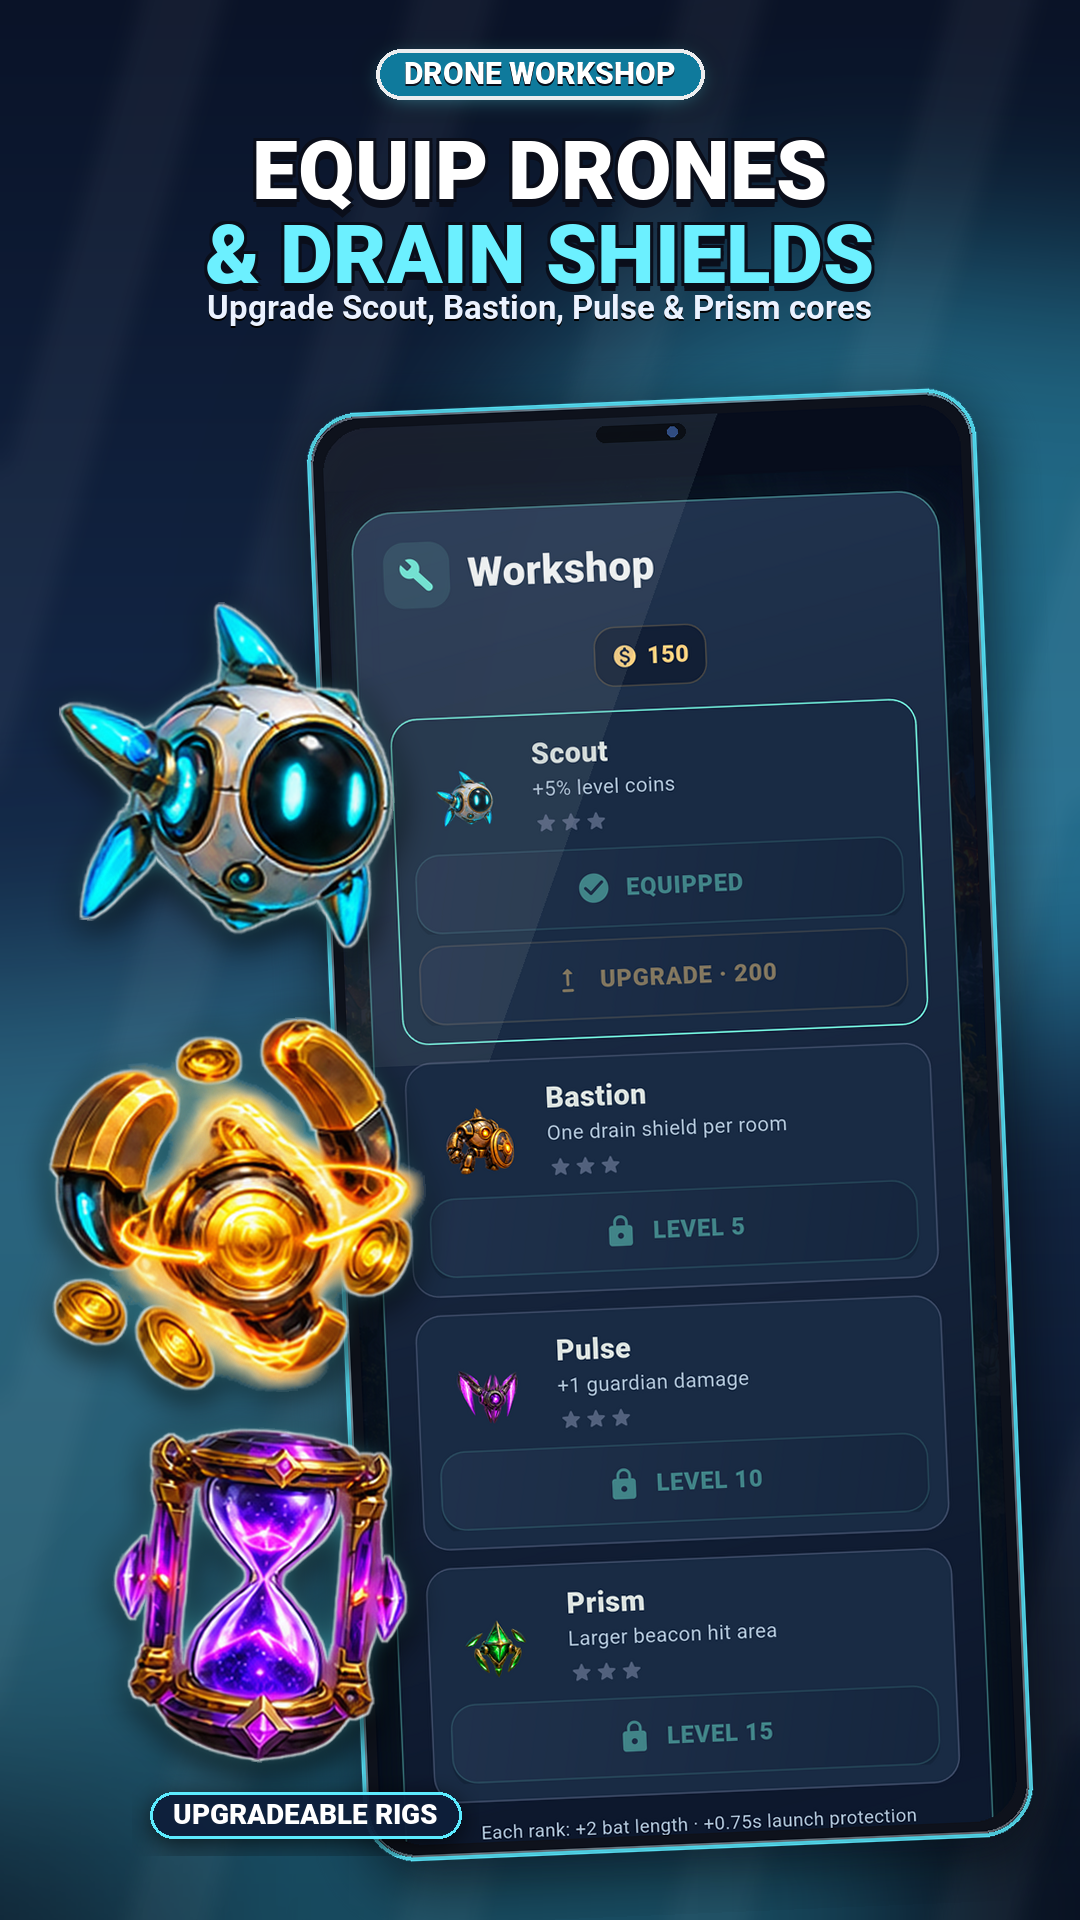 DRONE WORKSHOP
EQUIP DRONES
& DRAIN SHIELDS
Upgrade Scout, Bastion, Pulse & Prism cores
Workshop
150
Scout
+5% level coins
EQUIPPED
UPGRADE · 200
Bastion
One drain shield per room
LEVEL 5
Pulse
+1 guardian damage
LEVEL 10
Prism
Larger beacon hit area
LEVEL 15
Each rank: +2 bat length · +0.75s launch protection
UPGRADEABLE RIGS